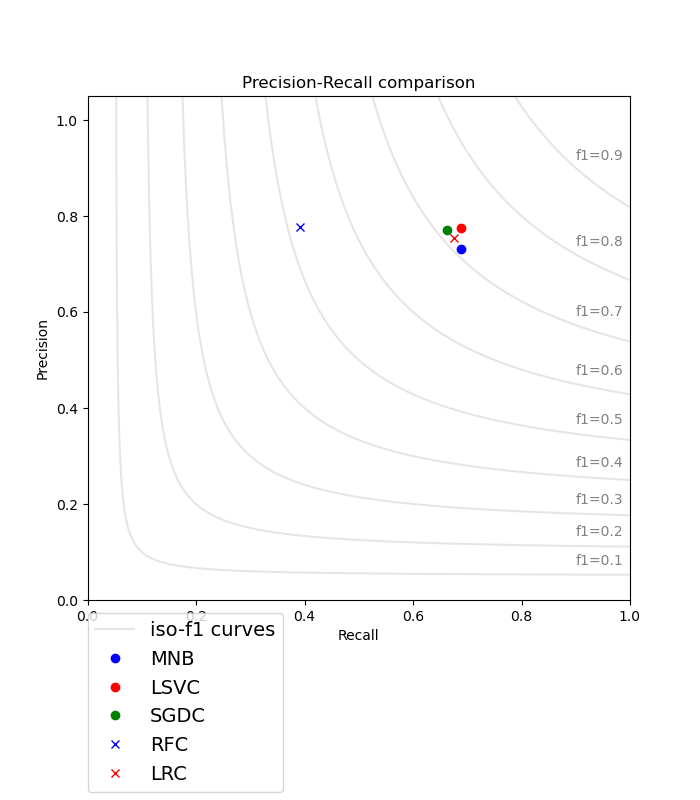 Precision-Recall comparison
1.0
0.8
0.6
0.4
0.2
0.0
Precision
f1=0.9
f1=0.8
f1=0.7
f1=0.6
f1=0.5
f1=0.4
f1=0.3
f1=0.2
f1=0.1
0.0 0.2 0.4 0.6 0.8 1.0
Recall
iso-f1 curves
MNB
LSVC
SGDC
RFC
LRC